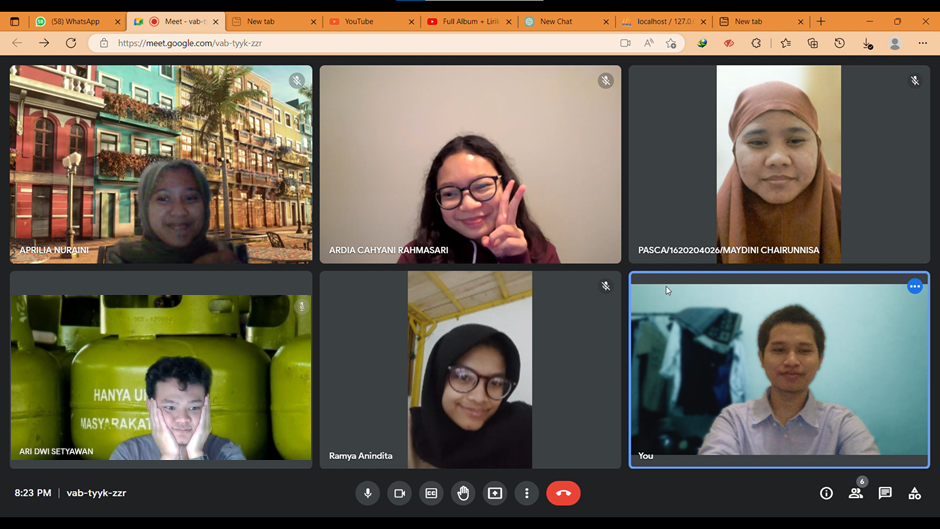 (58) WhatsApp
Meet - vab-t
New tab
YouTube
Full Album + Liri
New Chat
localhost / 127.0.
New tab
https://meet.google.com/vab-tyyk-zzr
APRILIA NURAINI
ARDIA CAHYANI RAHMASARI
PASCA/1620204026/MAYDINI CHAIRUNNISA
HANYA U
MASYARAKAT
ARI DWI SETYAWAN
Ramya Anindita
You
8:23 PM | vab-tyyk-zzr
6